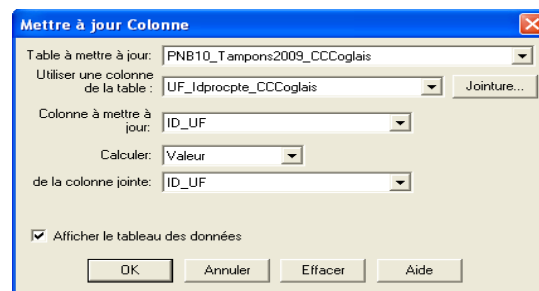 Mettre à jour Colonne
Table à mettre à jour: PNB10_Tampons2009_CCCoglais
Utiliser une colonne
de la table : UF_Idprocpte_CCCoglais Jointure...
Colonne à mettre à
jour: ID_UF
Calculer: Valeur
de la colonne jointe: ID_UF
Afficher le tableau des données
OK Annuler Effacer Aide